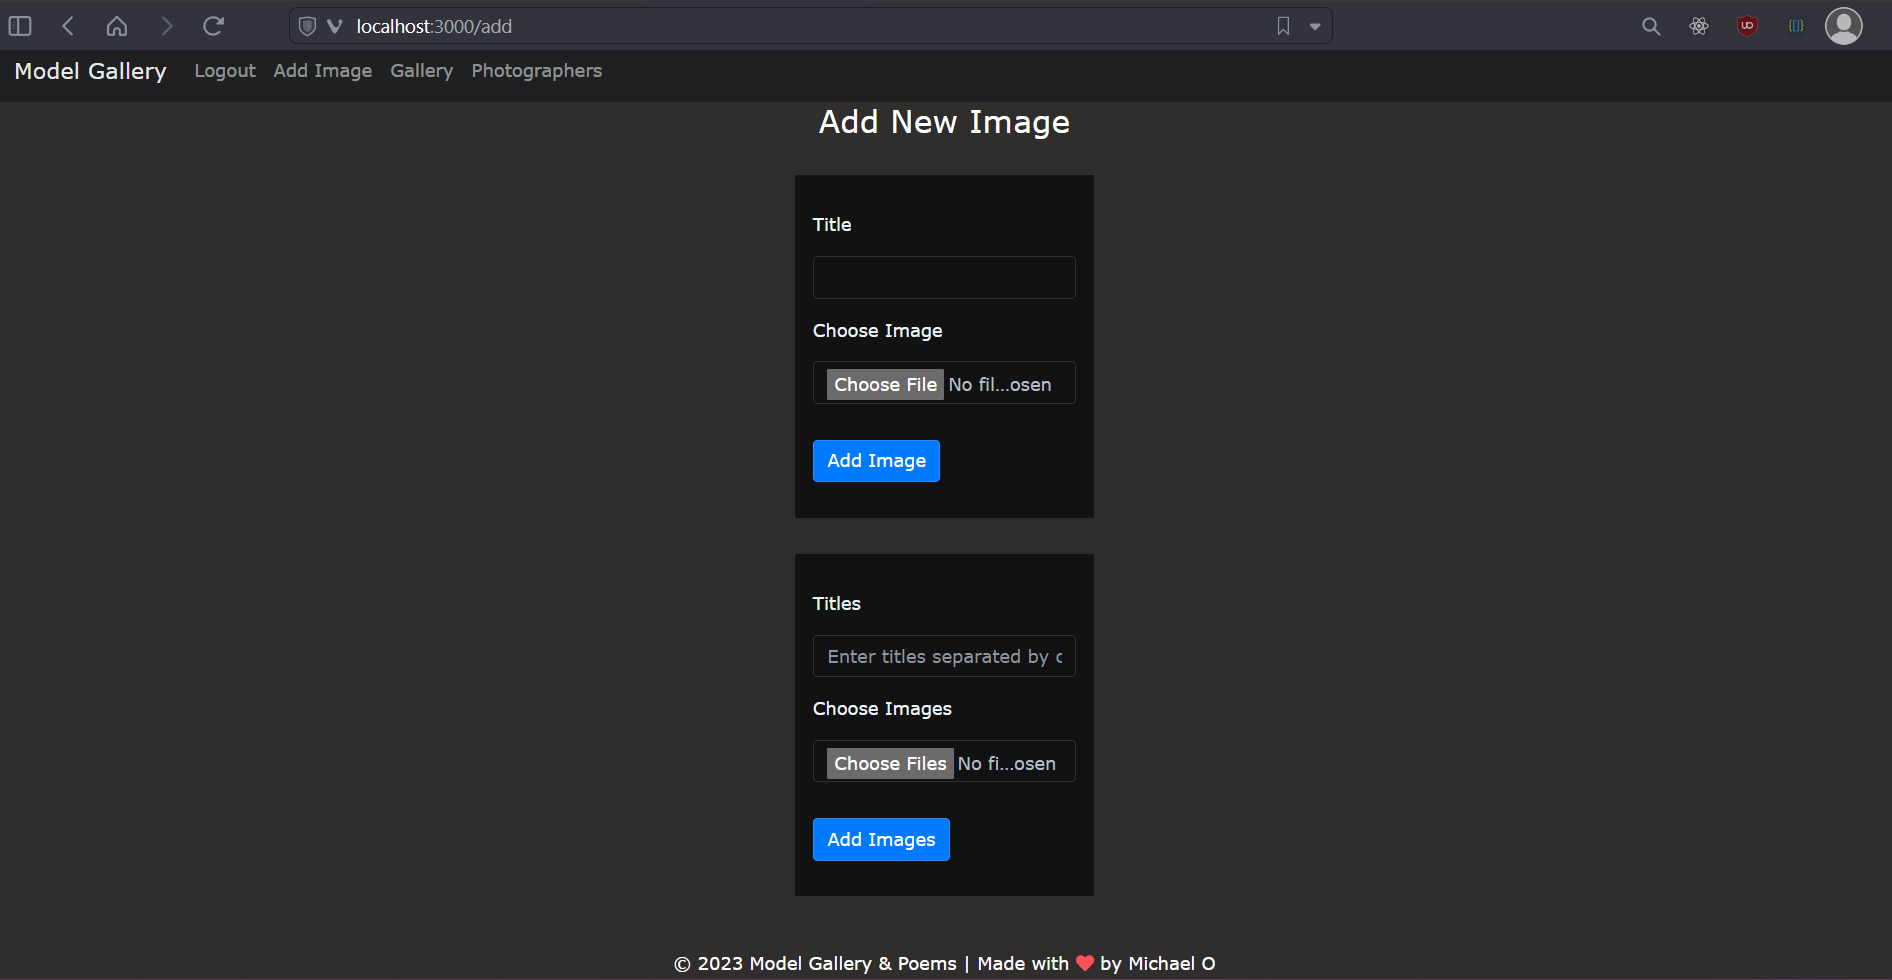 localhost:3000/add
Model Gallery Logout Add Image Gallery Photographers
Add New Image
Title
Choose Image
Choose File No fil...osen
Add Image
Titles
Enter titles separated by c
Choose Images
Choose Files No fi...osen
Add Images
© 2023 Model Gallery & Poems | Made with ❤ by Michael O